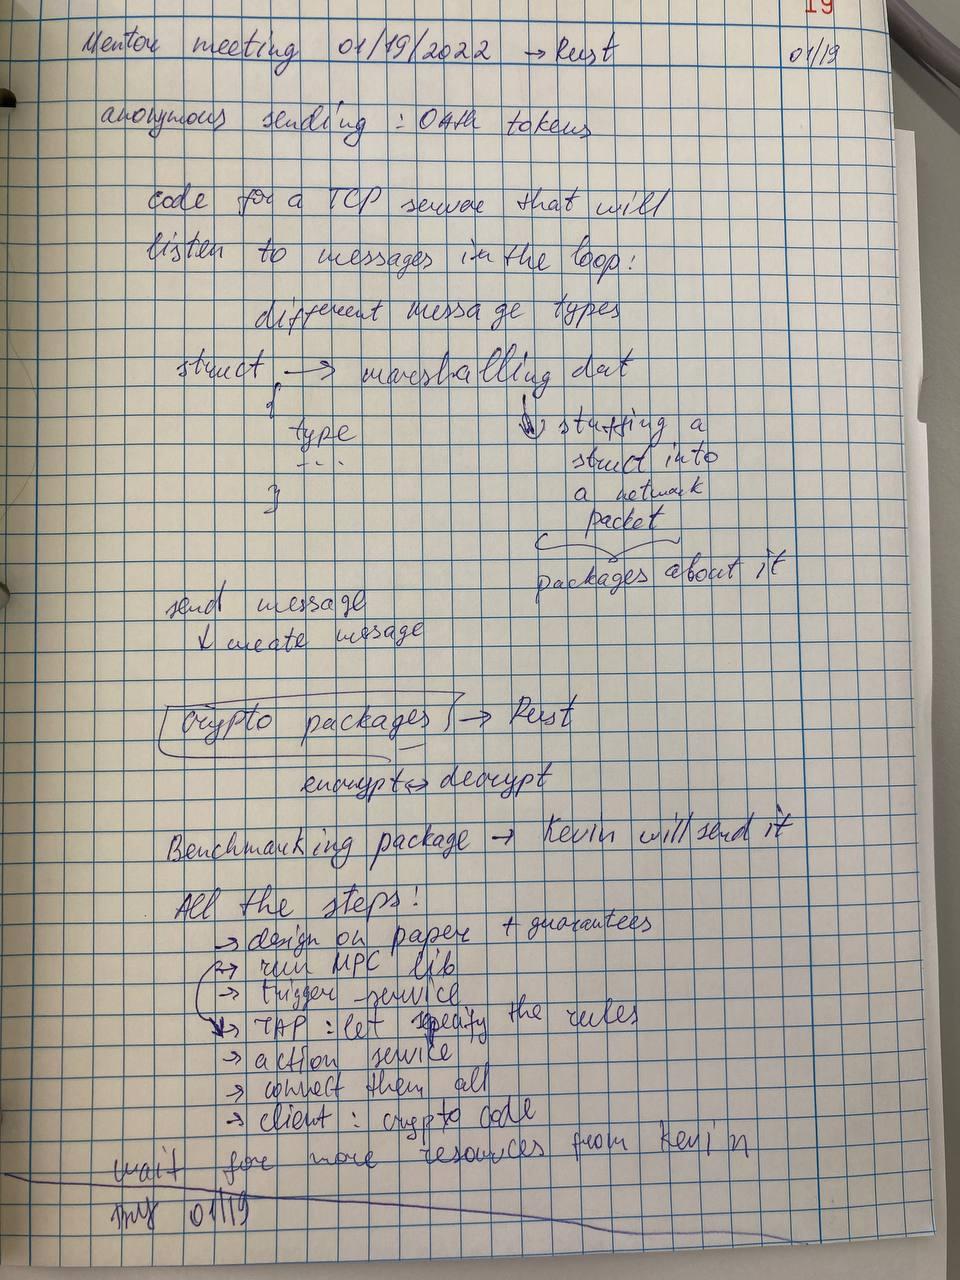 19
Mentor meeting 01/19/2022 → Rust
01/19
anonymous sending : OAth tokens
code for a TCP server that will
listen to messages in the loop:
different message types
struct → marshalling dat
{
type
---
}
↓ stuffing a
struct into
a network
packet
packages about it
send message
↓ create message
crypto packages → Rust
encrypt ↔ decrypt
Benchmarking package → Kevin will send it
All the steps:
→ design on paper + guarantees
→ run MPC lib
→ trigger service
→ TAP : let specify the rules
→ action service
→ connect them all
→ client : crypto code
wait for more resources from Kevin
01/19